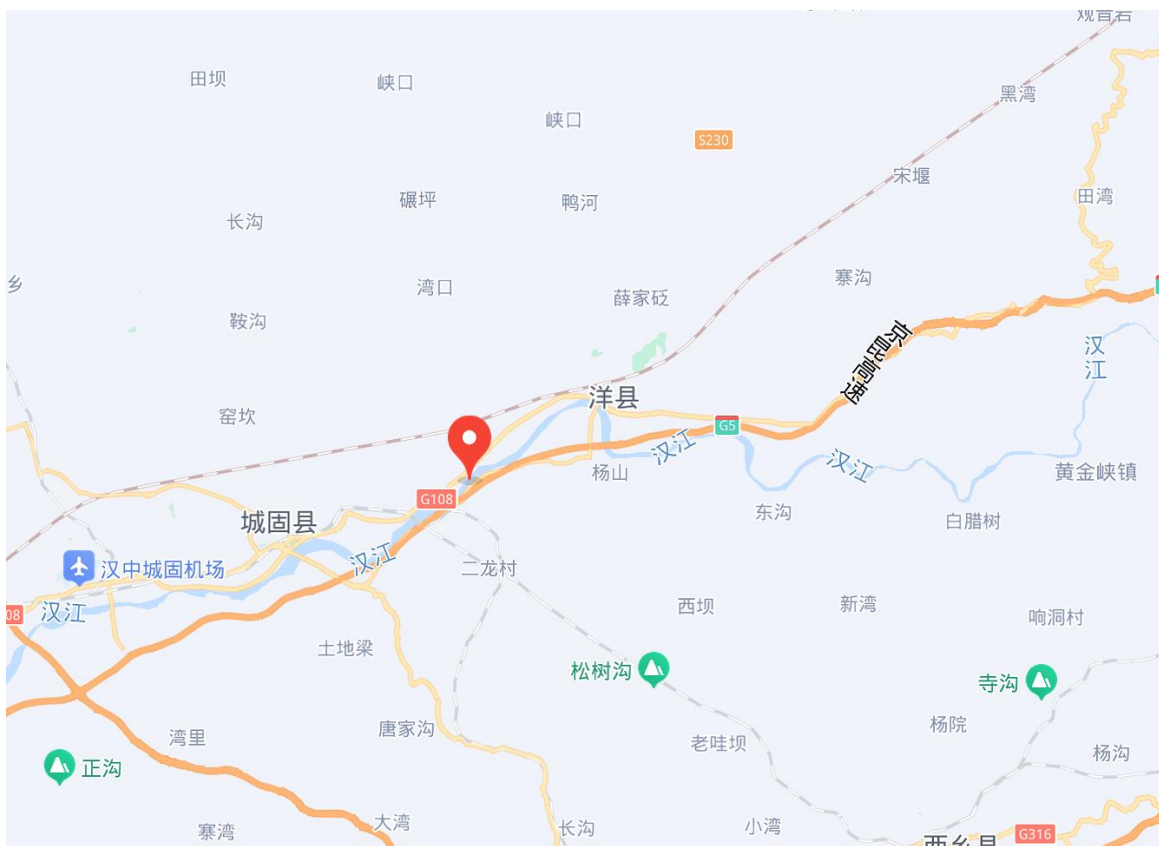 观音岩
田坝
峡口
黑湾
峡口
S230
宋堰
碾坪
鸭河
田湾
长沟
乡
湾口
薛家砭
寨沟
鞍沟
京昆高速
汉江
洋县
窑坎
G5
汉江
汉江
杨山
黄金峡镇
G108
东沟
白腊树
城固县
汉江
二龙村
汉中城固机场
汉江
08
西坝
新湾
响洞村
土地梁
松树沟
寺沟
唐家沟
湾里
老哇坝
杨院
杨沟
正沟
寨湾
大湾
长沟
小湾
西乡县
G316